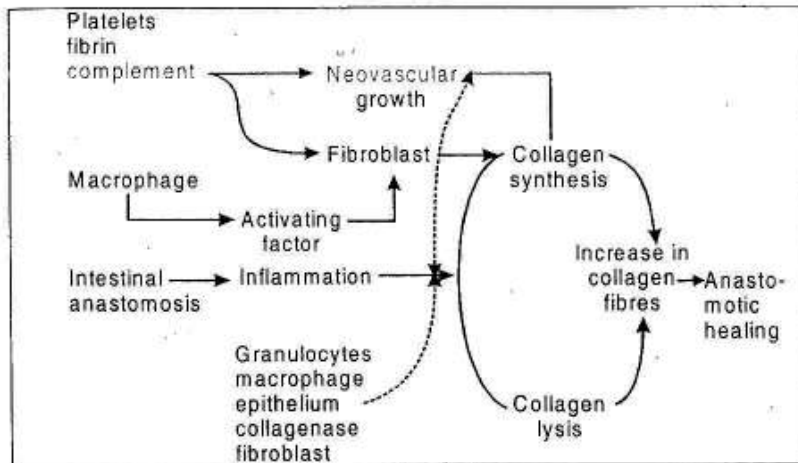 Platelets
fibrin
complement
Neovascular
growth
Fibroblast
Collagen
synthesis
Macrophage
Activating
factor
Intestinal
anastomosis
Inflammation
Increase in
collagen
fibres
Anasto-
motic
healing
Granulocytes
macrophage
epithelium
collagenase
fibroblast
Collagen
lysis